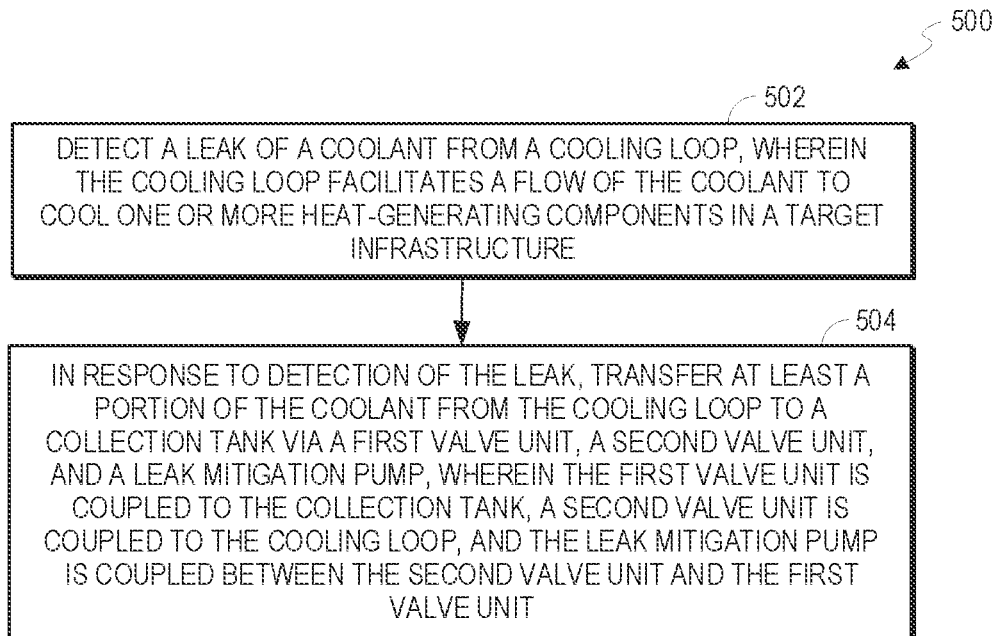 500
502
DETECT A LEAK OF A COOLANT FROM A COOLING LOOP, WHEREIN
THE COOLING LOOP FACILITATES A FLOW OF THE COOLANT TO
COOL ONE OR MORE HEAT-GENERATING COMPONENTS IN A TARGET
INFRASTRUCTURE
504
IN RESPONSE TO DETECTION OF THE LEAK, TRANSFER AT LEAST A
PORTION OF THE COOLANT FROM THE COOLING LOOP TO A
COLLECTION TANK VIA A FIRST VALVE UNIT, A SECOND VALVE UNIT,
AND A LEAK MITIGATION PUMP, WHEREIN THE FIRST VALVE UNIT IS
COUPLED TO THE COLLECTION TANK, A SECOND VALVE UNIT IS
COUPLED TO THE COOLING LOOP, AND THE LEAK MITIGATION PUMP
IS COUPLED BETWEEN THE SECOND VALVE UNIT AND THE FIRST
VALVE UNIT